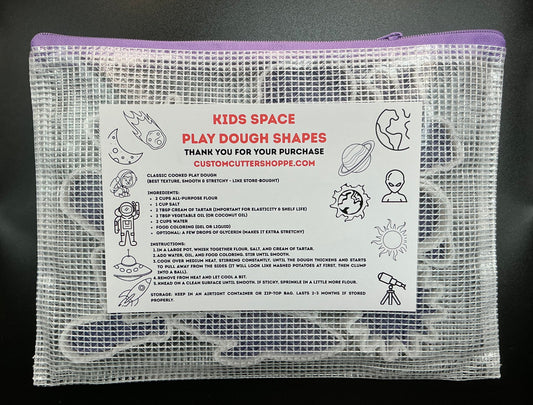 KIDS SPACE
PLAY DOUGH SHAPES
THANK YOU FOR YOUR PURCHASE
CUSTOMCUTTERSHOPPE.COM
CLASSIC COOKED PLAY DOUGH
(BEST TEXTURE, SMOOTH & STRETCHY - LIKE STORE-BOUGHT)
INGREDIENTS:
• 2 CUPS ALL-PURPOSE FLOUR
• 1 CUP SALT
• 2 TBSP CREAM OF TARTAR (IMPORTANT FOR ELASTICITY & SHELF LIFE)
• 2 TBSP VEGETABLE OIL (OR COCONUT OIL)
• 2 CUPS WATER
• FOOD COLORING (GEL OR LIQUID)
• OPTIONAL: A FEW DROPS OF GLYCERIN (MAKES IT EXTRA STRETCHY)
INSTRUCTIONS:
1. IN A LARGE POT, WHISK TOGETHER FLOUR, SALT, AND CREAM OF TARTAR.
2. ADD WATER, OIL, AND FOOD COLORING. STIR UNTIL SMOOTH.
3. COOK OVER MEDIUM HEAT, STIRRING CONSTANTLY, UNTIL THE DOUGH THICKENS AND STARTS
TO PULL AWAY FROM THE SIDES (IT WILL LOOK LIKE MASHED POTATOES AT FIRST, THEN CLUMP
INTO A BALL).
4. REMOVE FROM HEAT AND LET COOL A BIT.
5. KNEAD ON A CLEAN SURFACE UNTIL SMOOTH. IF STICKY, SPRINKLE IN A LITTLE MORE FLOUR.
STORAGE: KEEP IN AN AIRTIGHT CONTAINER OR ZIP-TOP BAG. LASTS 2-3 MONTHS IF STORED
PROPERLY.